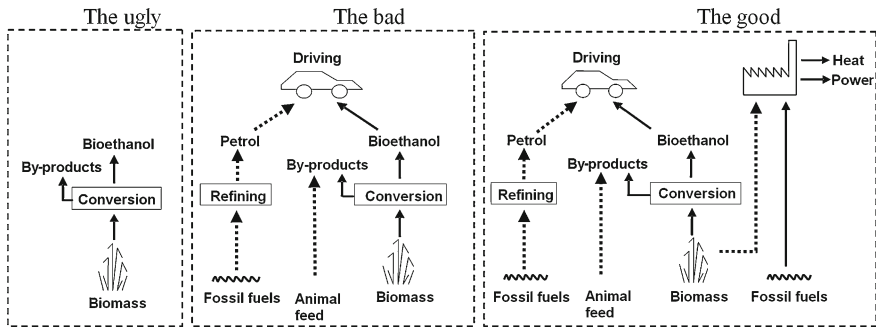 The ugly
Bioethanol
By-products
Conversion
Biomass
The bad
Driving
Petrol
Bioethanol
By-products
Refining
Conversion
Fossil fuels
Animal
feed
Biomass
The good
Driving
Heat
Power
Petrol
Bioethanol
By-products
Refining
Conversion
Fossil fuels
Animal
feed
Biomass
Fossil fuels